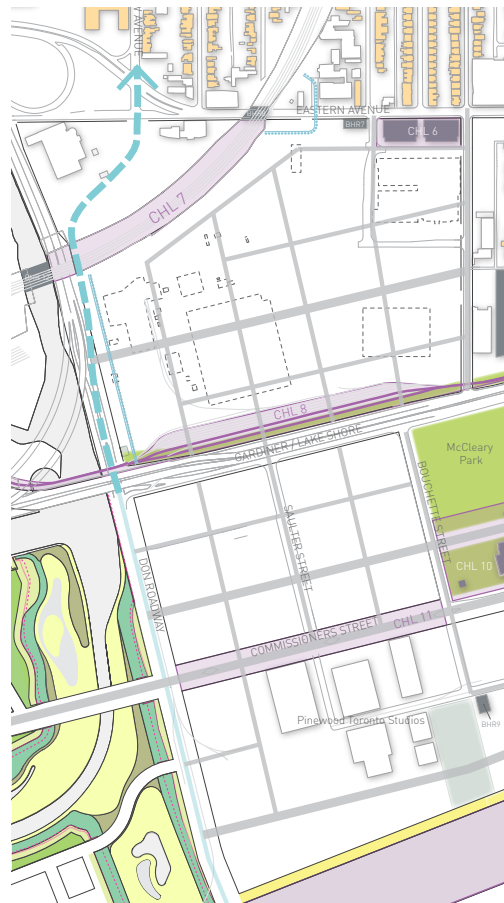 Y AVENUE
EASTERN AVENUE
BHR7
CHL 6
CHL 7
CHL 8
GARDINER / LAKE SHORE
McCleary
Park
BOUCHETTE STREET
SAULTER STREET
DON ROADWAY
CHL 10
COMMISSIONERS STREET
CHL 11
Pinewood Toronto Studios
BHR9